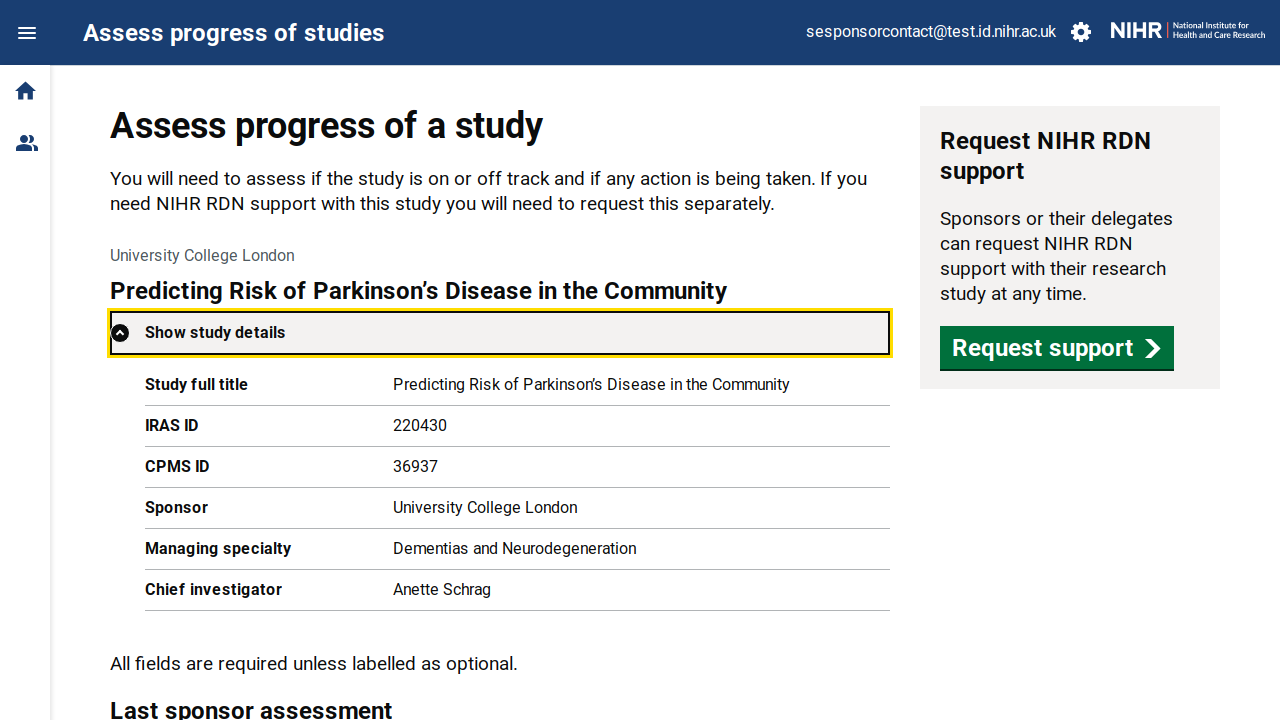 Assess progress of studies
sesponsorcontact@test.id.nihr.ac.uk
NIHR | National Institute for
Health and Care Research
Assess progress of a study
You will need to assess if the study is on or off track and if any action is being taken. If you
need NIHR RDN support with this study you will need to request this separately.
University College London
Predicting Risk of Parkinson’s Disease in the Community
Show study details
Study full title Predicting Risk of Parkinson’s Disease in the Community
IRAS ID 220430
CPMS ID 36937
Sponsor University College London
Managing specialty Dementias and Neurodegeneration
Chief investigator Anette Schrag
All fields are required unless labelled as optional.
Last sponsor assessment
Request NIHR RDN
support
Sponsors or their delegates
can request NIHR RDN
support with their research
study at any time.
Request support